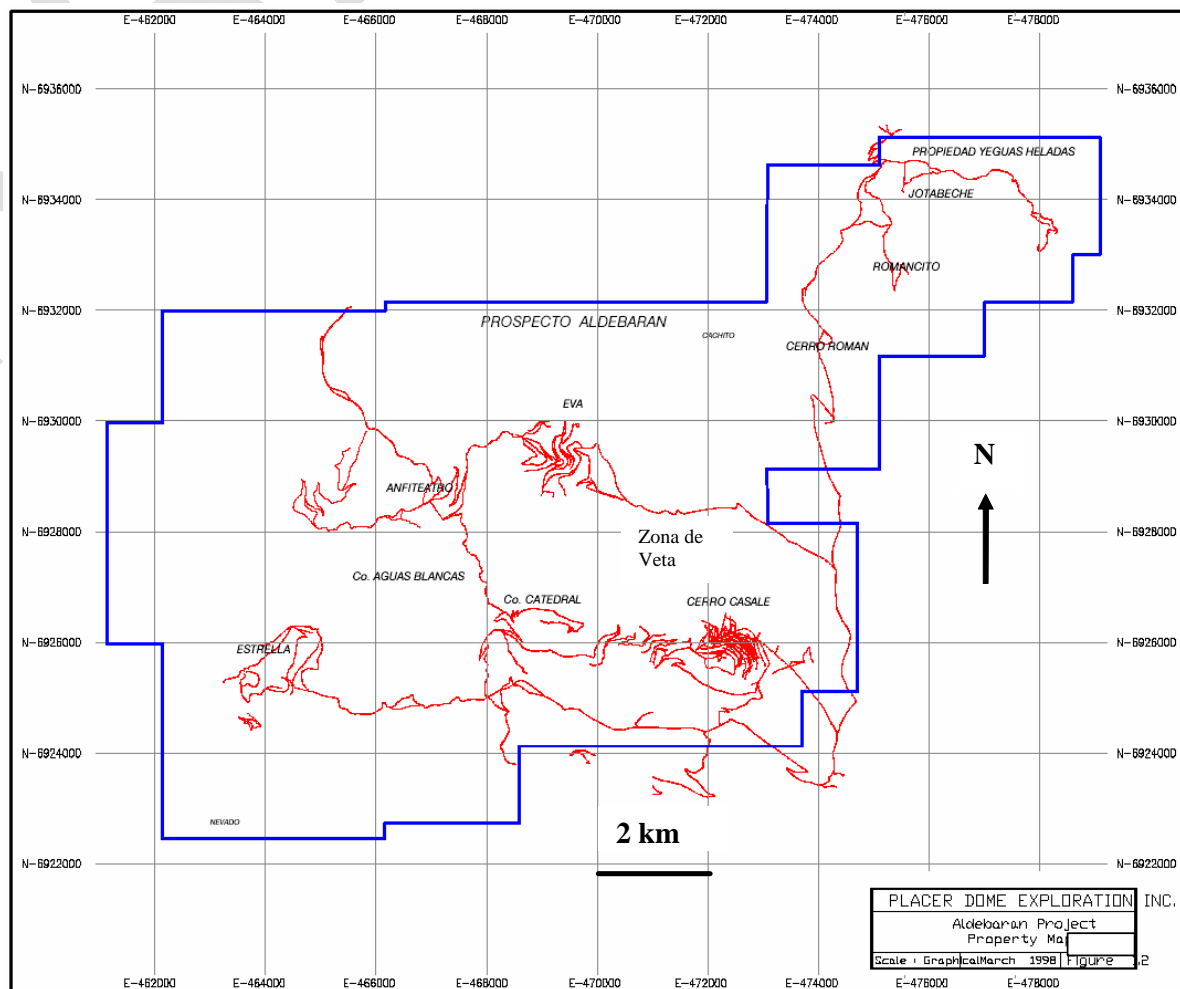 E-462000 E-464000 E-466000 E-468000 E-470000 E-472000 E-474000 E-476000 E-478000
N-6936000 N-6936000
PROPIEDAD YEGUAS HELADAS
N-6934000 JOTABECHE N-6934000
ROMANCITO
N-6932000 N-6932000
PROSPECTO ALDEBARAN
CACHITO
CERRO ROMAN
EVA
N-6930000 N-6930000
N
ANFITEATRO
N-6928000 N-6928000
Zona de
Veta
Co. AGUAS BLANCAS
Co. CATEDRAL CERRO CASALE
N-6926000 N-6926000
ESTRELLA
N-6924000 N-6924000
NEVADO
2 km
N-6922000 N-6922000
PLACER DOME EXPLORATION INC.
Aldebaran Project
Property Map
Scale : Graphical March 1998 Figure .2
E-462000 E-464000 E-466000 E-468000 E-470000 E-472000 E-474000 E-476000 E-478000